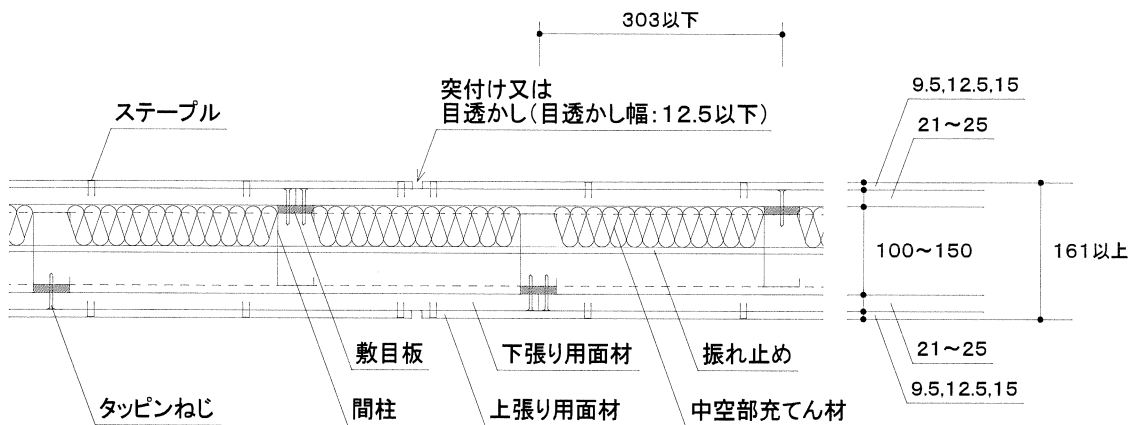 303以下
突付け又は
目透かし（目透かし幅：12.5以下）
ステープル
9.5,12.5,15
21～25
100～150
161以上
21～25
9.5,12.5,15
敷目板
下張り用面材
振れ止め
タッピンねじ
間柱
上張り用面材
中空部充てん材